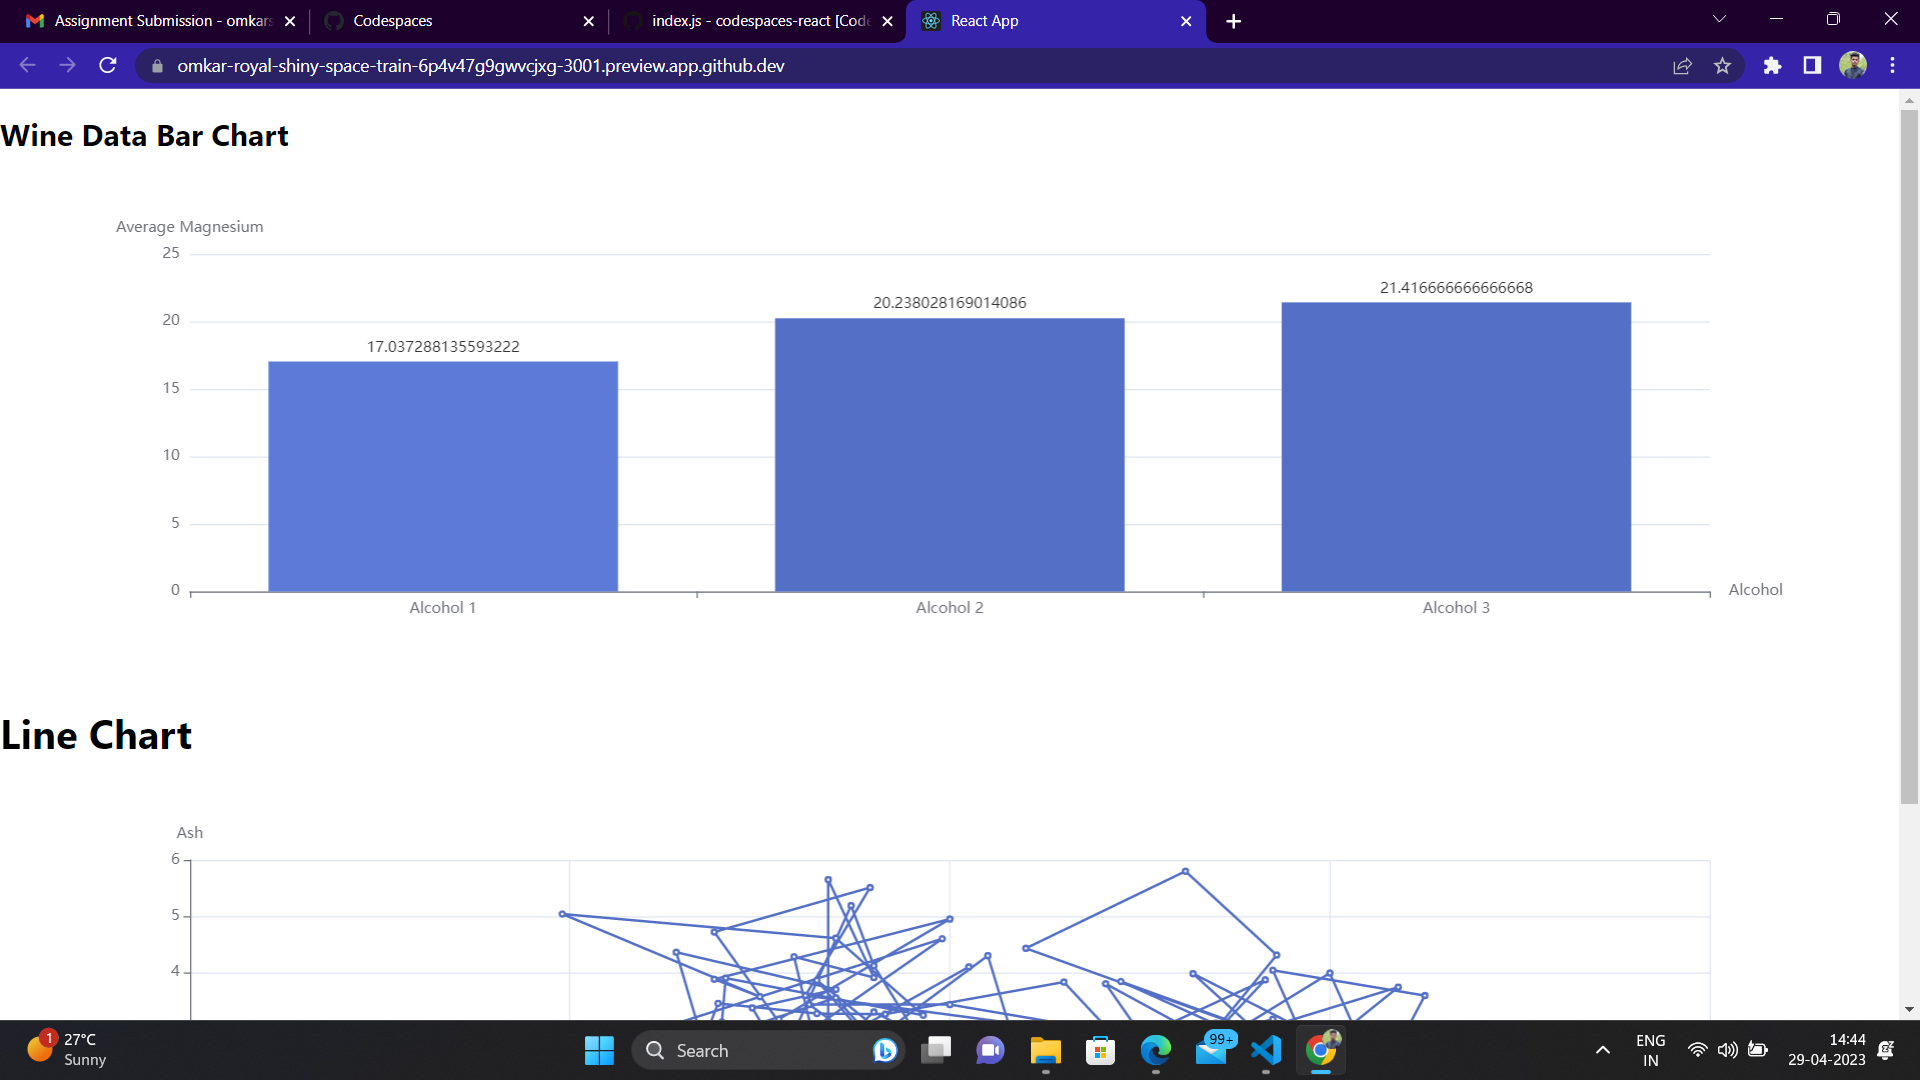 Assignment Submission - omkars
Codespaces
index.js - codespaces-react [Code
React App
omkar-royal-shiny-space-train-6p4v47g9gwvcjxg-3001.preview.app.github.dev
Wine Data Bar Chart
Average Magnesium
25
20
15
10
5
0
17.037288135593222
20.238028169014086
21.416666666666668
Alcohol 1
Alcohol 2
Alcohol 3
Alcohol
Line Chart
Ash
6
5
4
1
27°C
Sunny
Search
99+
ENG
IN
14:44
29-04-2023